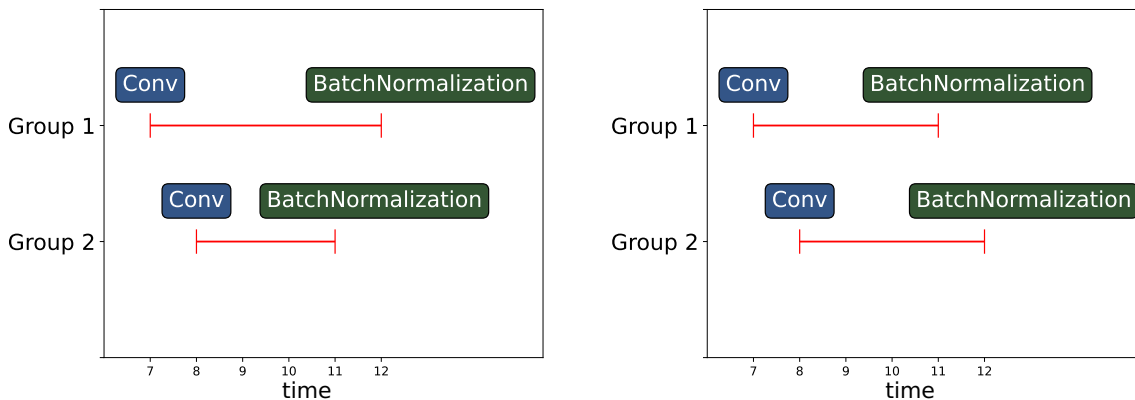 Conv BatchNormalization
Group 1
Conv BatchNormalization
Group 2
7 8 9 10 11 12
time
Conv BatchNormalization
Group 1
Conv BatchNormalization
Group 2
7 8 9 10 11 12
time